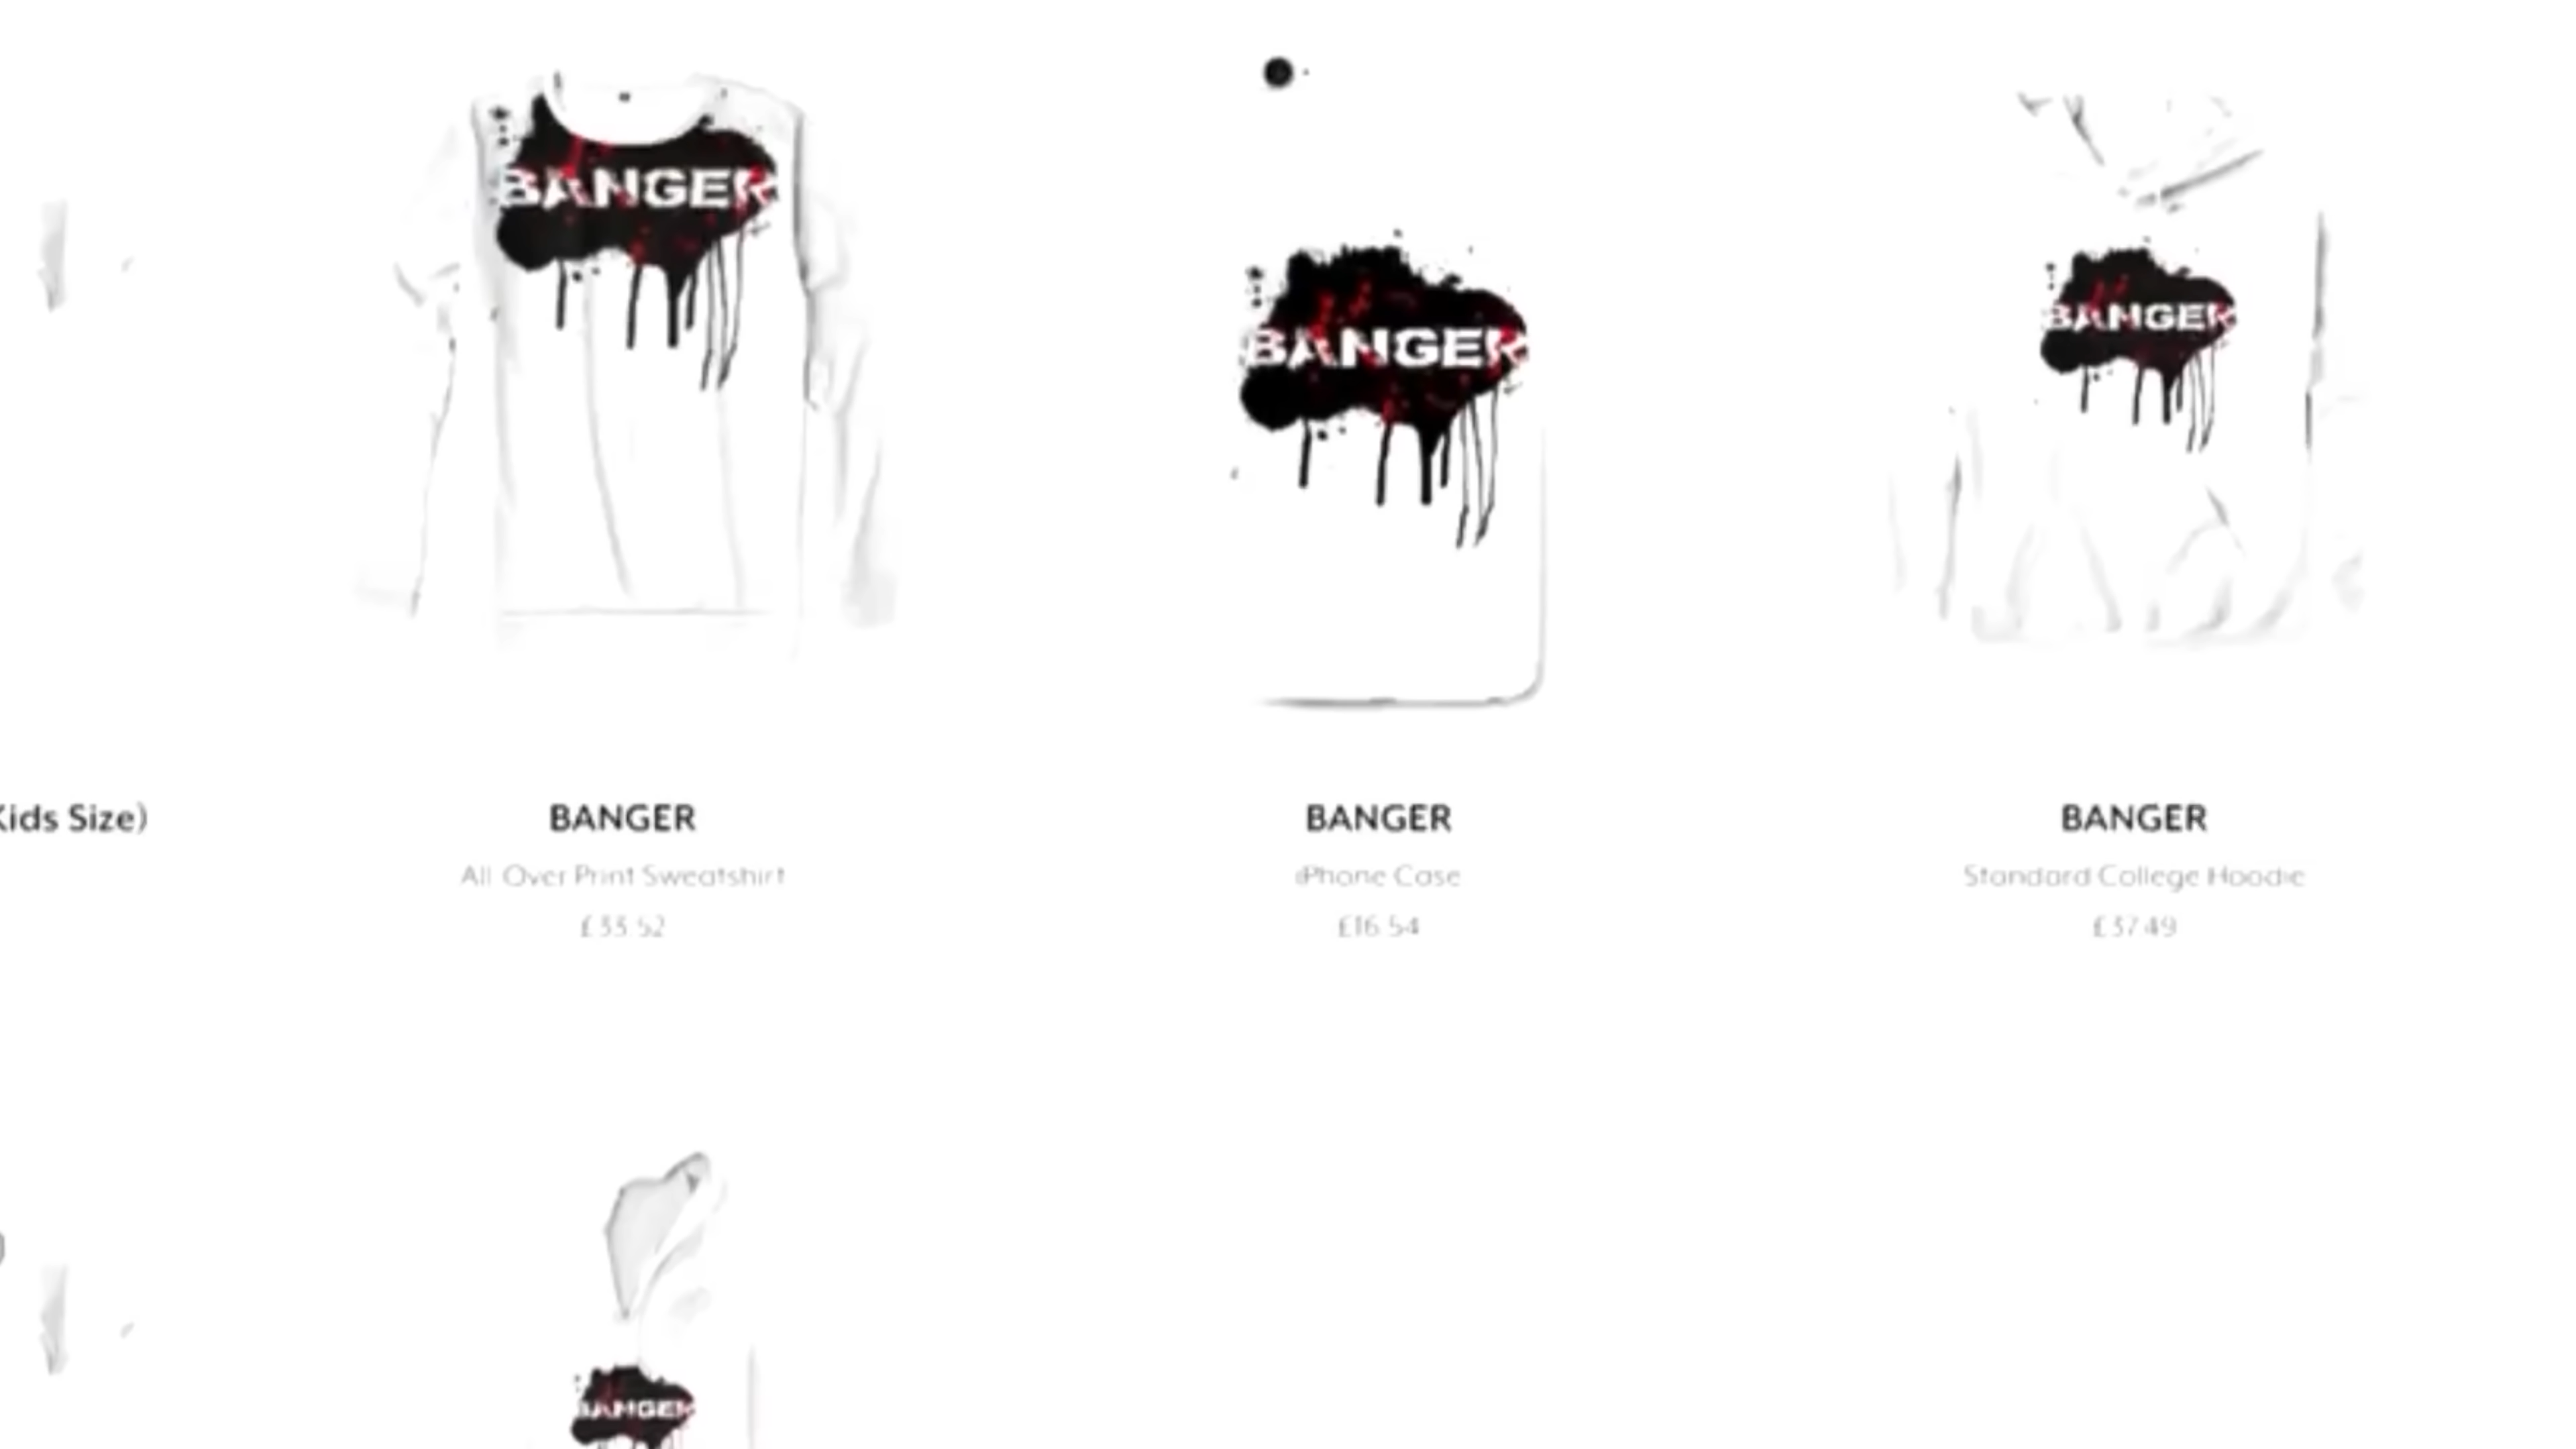 BANGER
BANGER
BANGER
Kids Size)
BANGER
All Over Print Sweatshirt
£33.52
BANGER
iPhone Case
£16.54
BANGER
Standard College Hoodie
£37.49
BANGER